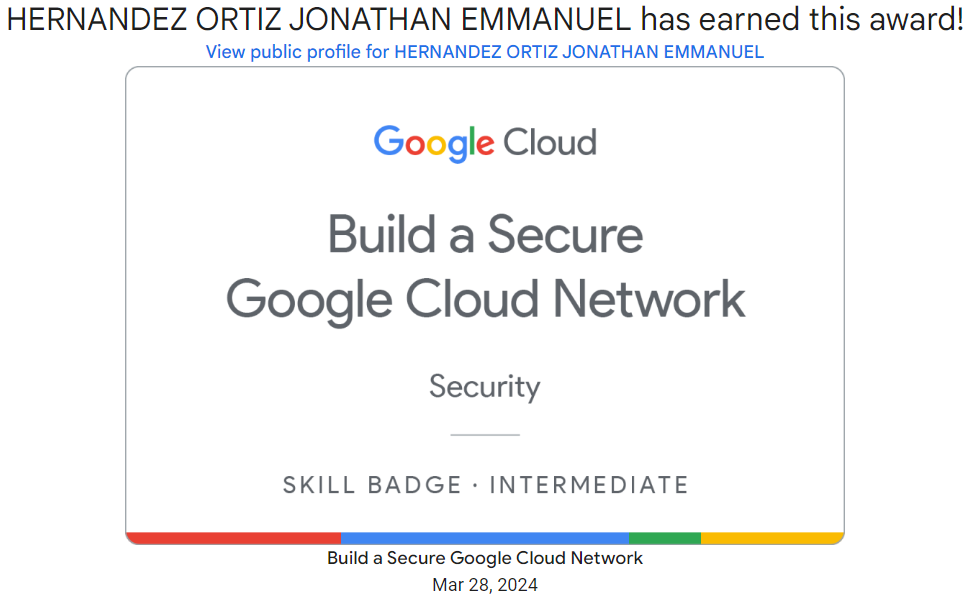 HERNANDEZ ORTIZ JONATHAN EMMANUEL has earned this award!
View public profile for HERNANDEZ ORTIZ JONATHAN EMMANUEL
Google Cloud
Build a Secure
Google Cloud Network
Security
SKILL BADGE · INTERMEDIATE
Build a Secure Google Cloud Network
Mar 28, 2024